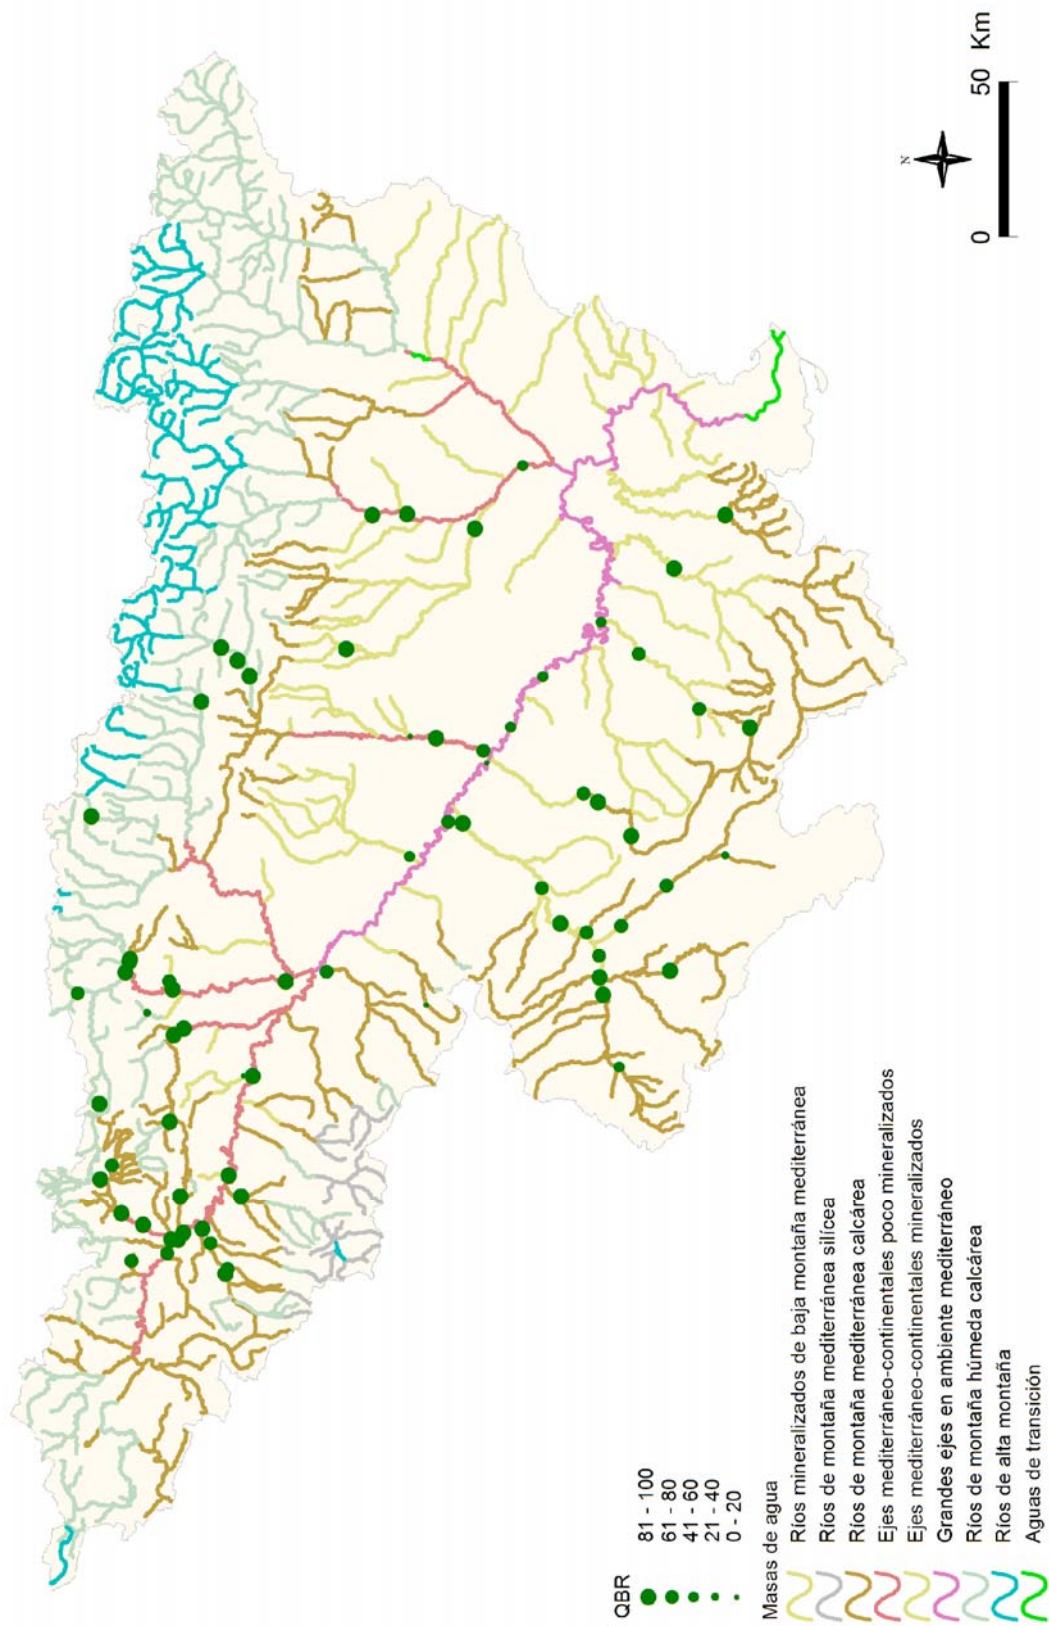 N
0
50
Km
QBR
81 - 100
61 - 80
41 - 60
21 - 40
0 - 20
Masas de agua
Ríos mineralizados de baja montaña mediterránea
Ríos de montaña mediterránea silícea
Ríos de montaña mediterránea calcárea
Ejes mediterráneo-continentales poco mineralizados
Ejes mediterráneo-continentales mineralizados
Grandes ejes en ambiente mediterráneo
Ríos de montaña húmeda calcárea
Ríos de alta montaña
Aguas de transición